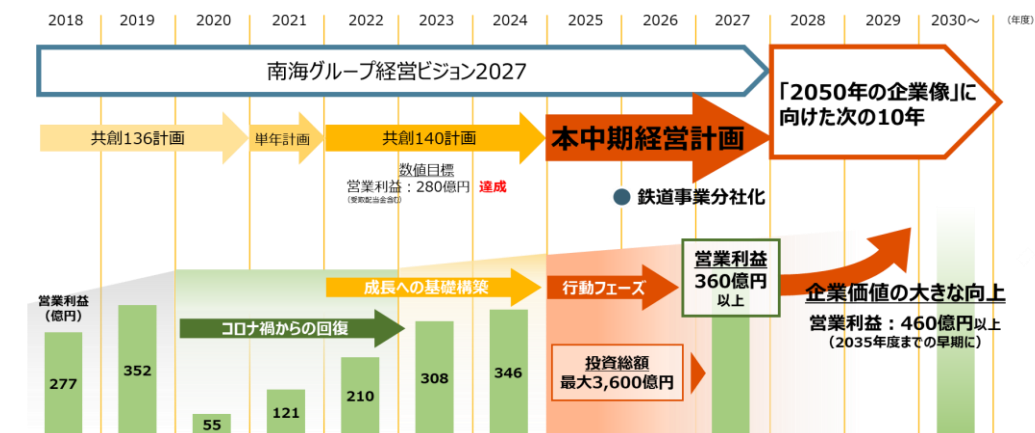 2018 2019 2020 2021 2022 2023 2024 2025 2026 2027 2028 2029 2030～ (年度)
南海グループ経営ビジョン2027
「2050年の企業像」に
向けた次の10年
共創136計画
単年計画
共創140計画
本中期経営計画
数値目標
営業利益：280億円 達成
(受取配当金含む)
鉄道事業分社化
営業利益
360億円
以上
成長への基礎構築
行動フェーズ
企業価値の大きな向上
営業利益：460億円以上
（2035年度までの早期に）
営業利益
（億円）
コロナ禍からの回復
投資総額
最大3,600億円
277
352
55
121
210
308
346